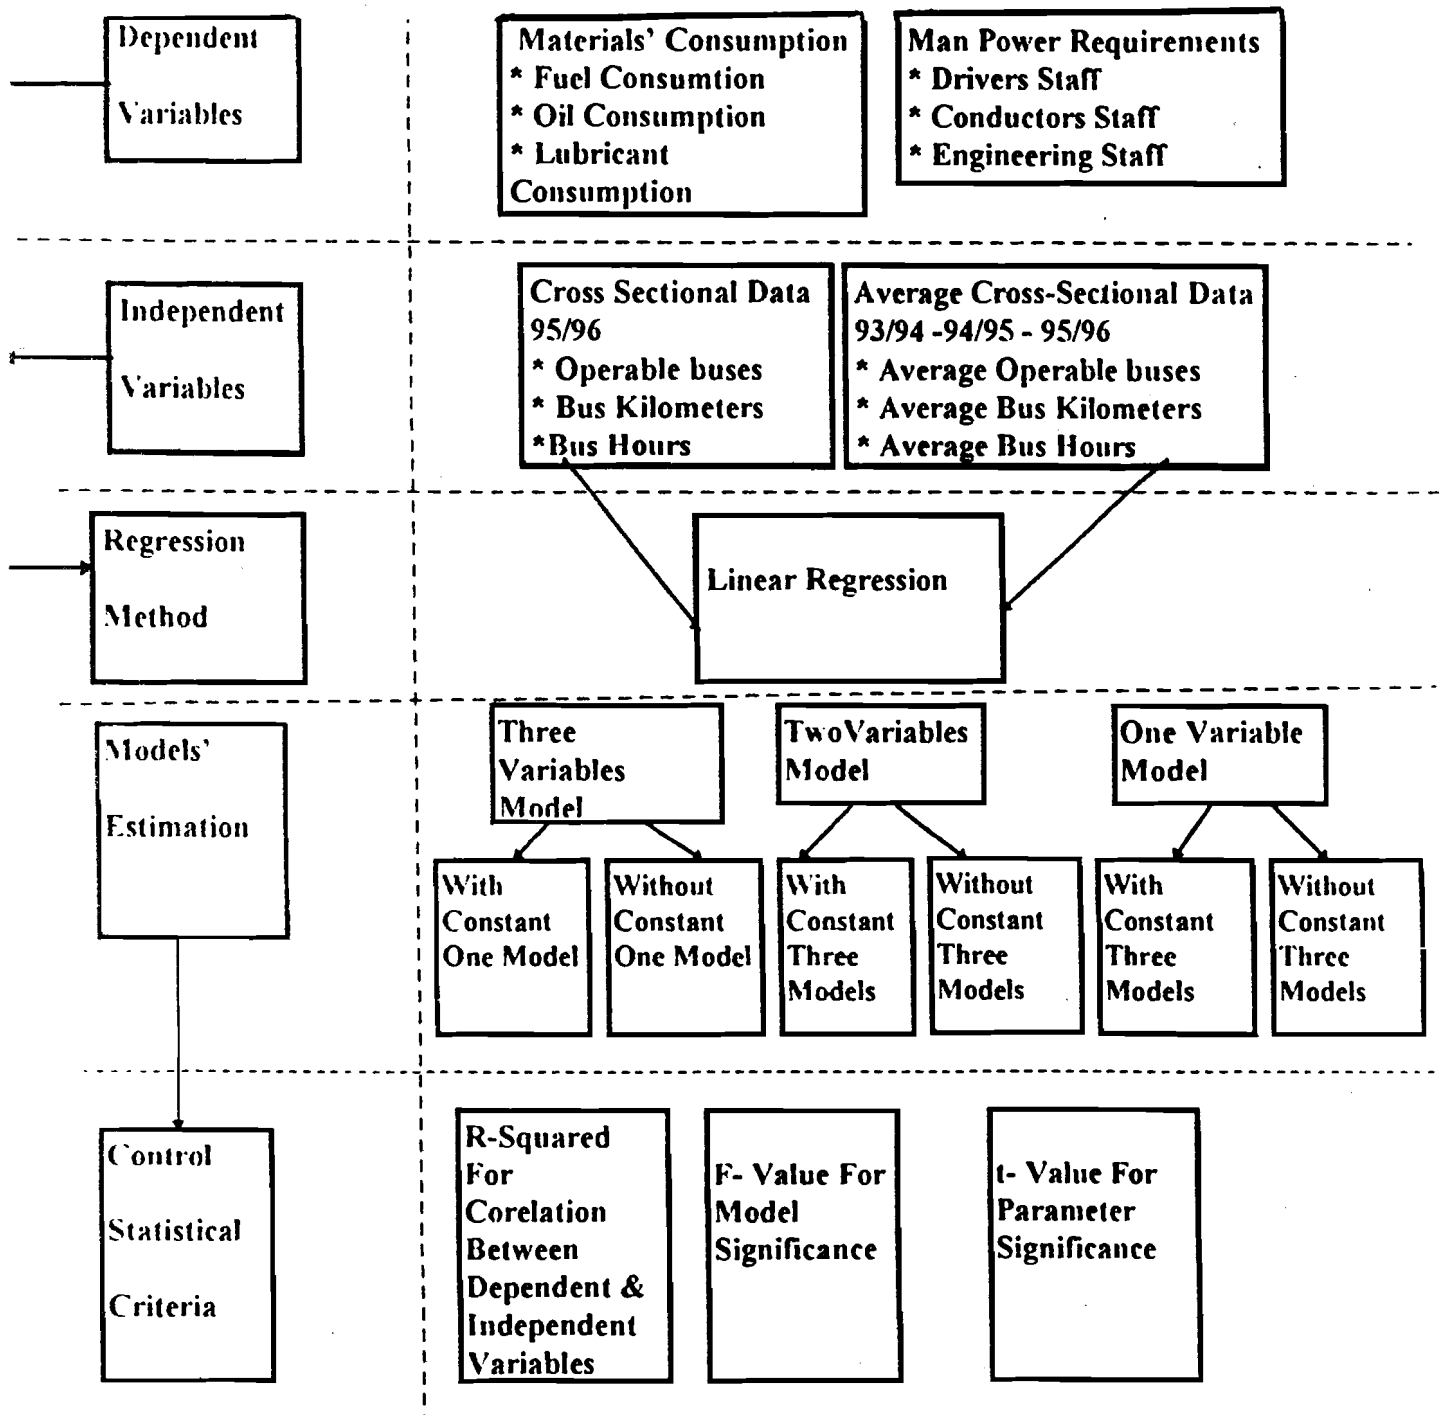 Dependent
Variables
Materials' Consumption
* Fuel Consumtion
* Oil Consumption
* Lubricant
Consumption
Man Power Requirements
* Drivers Staff
* Conductors Staff
* Engineering Staff
Independent
Variables
Cross Sectional Data
95/96
* Operable buses
* Bus Kilometers
*Bus Hours
Average Cross-Sectional Data
93/94 -94/95 - 95/96
* Average Operable buses
* Average Bus Kilometers
* Average Bus Hours
Regression
Method
Linear Regression
Models'
Estimation
Three
Variables
Model
TwoVariables
Model
One Variable
Model
With
Constant
One Model
Without
Constant
One Model
With
Constant
Three
Models
Without
Constant
Three
Models
With
Constant
Three
Models
Without
Constant
Three
Models
Control
Statistical
Criteria
R-Squared
For
Corelation
Between
Dependent &
Independent
Variables
F- Value For
Model
Significance
t- Value For
Parameter
Significance